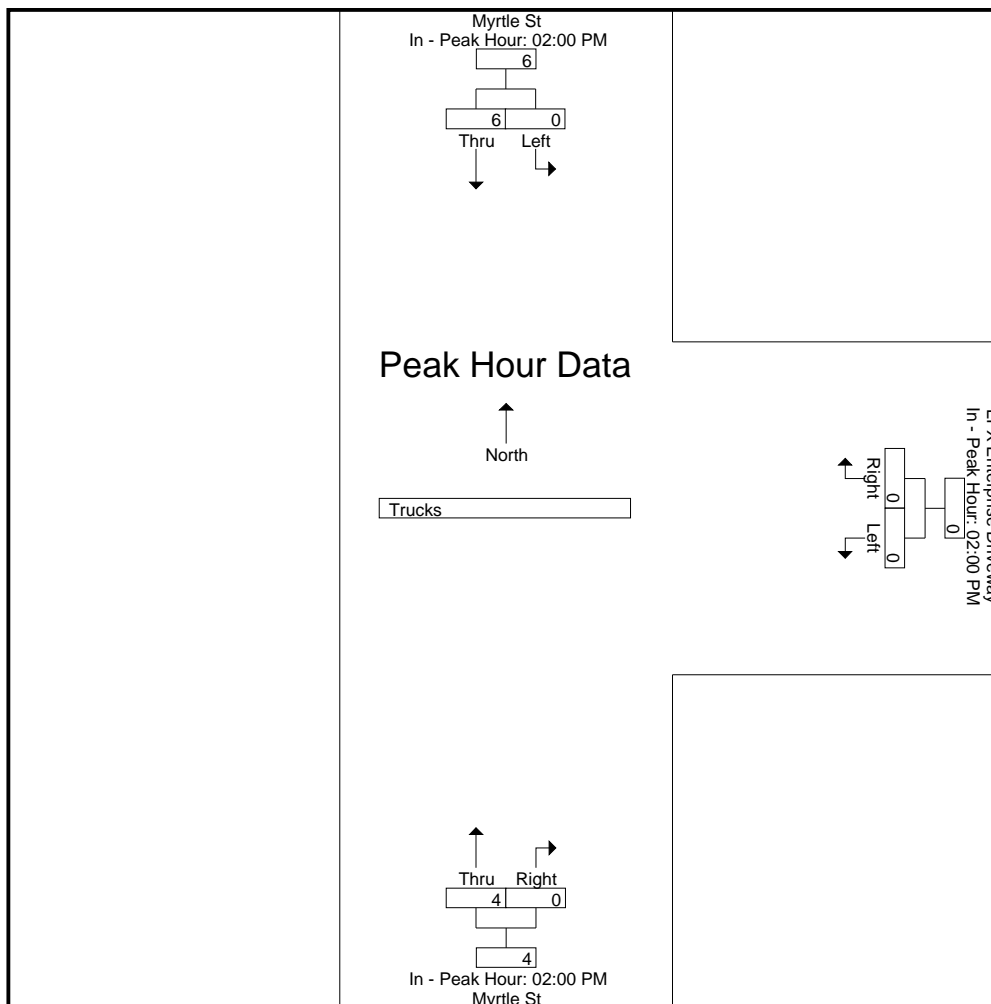 Myrtle St
In - Peak Hour: 02:00 PM
6
6 0
Thru Left
Peak Hour Data
North
Trucks
Right
0
Left
0
0
In - Peak Hour: 02:00 PM
Enterprise Driveway
Thru Right
4 0
4
In - Peak Hour: 02:00 PM
Myrtle St